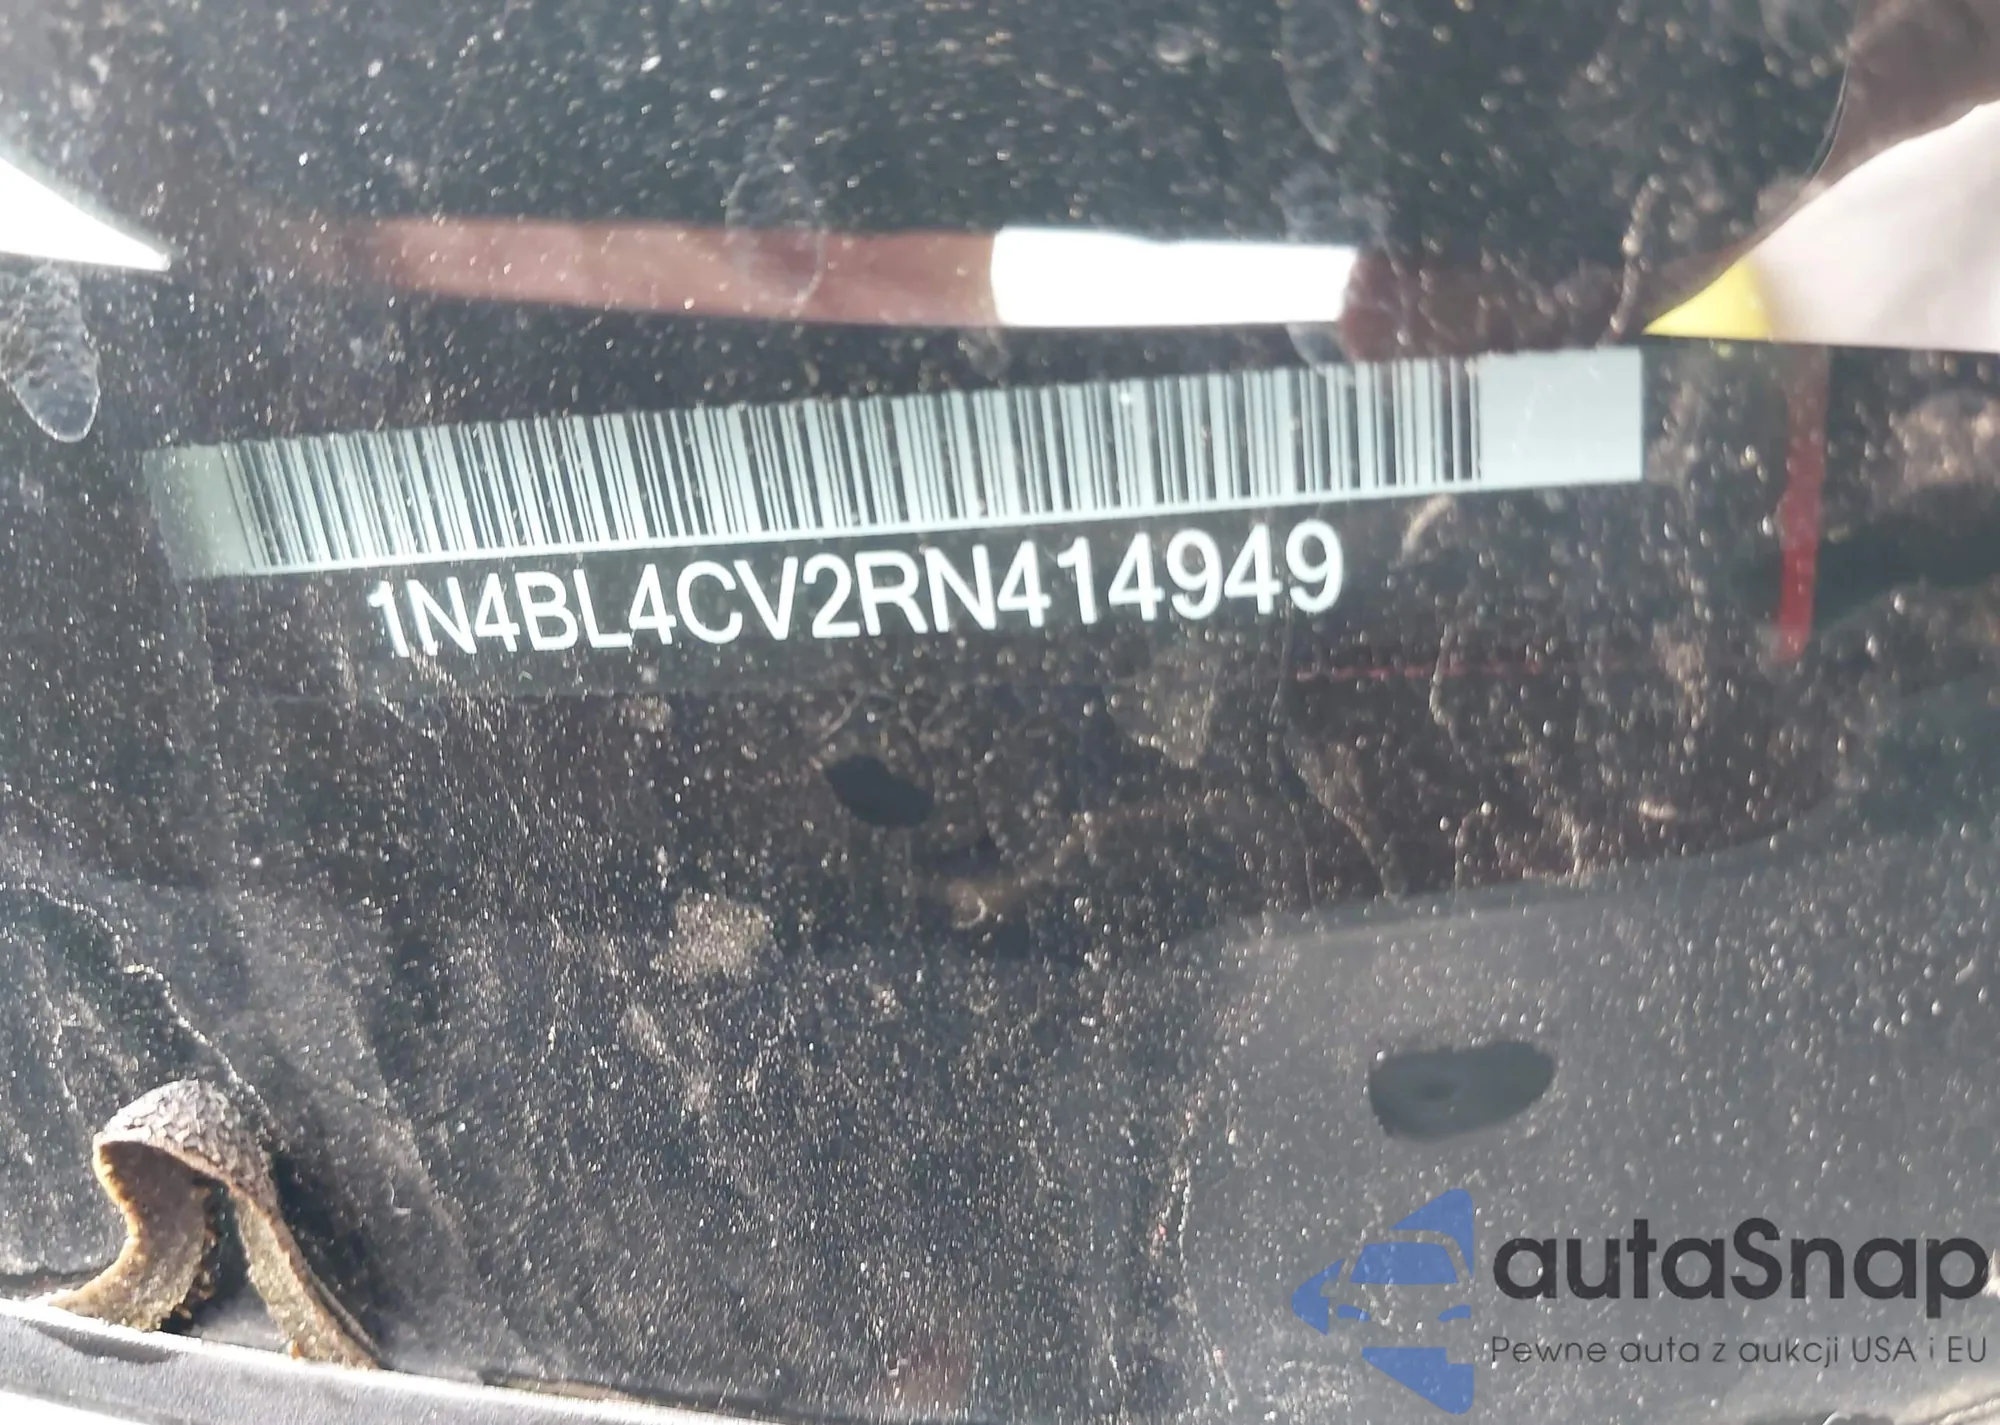 1N4BL4CV2RN414949
autaSnap
Pewne auta z aukcji USA i EU